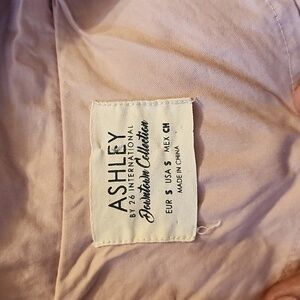 ASHLEY
BY 26 INTERNATIONAL
Downtown Collection
EUR S USA S MEX CH
MADE IN CHINA